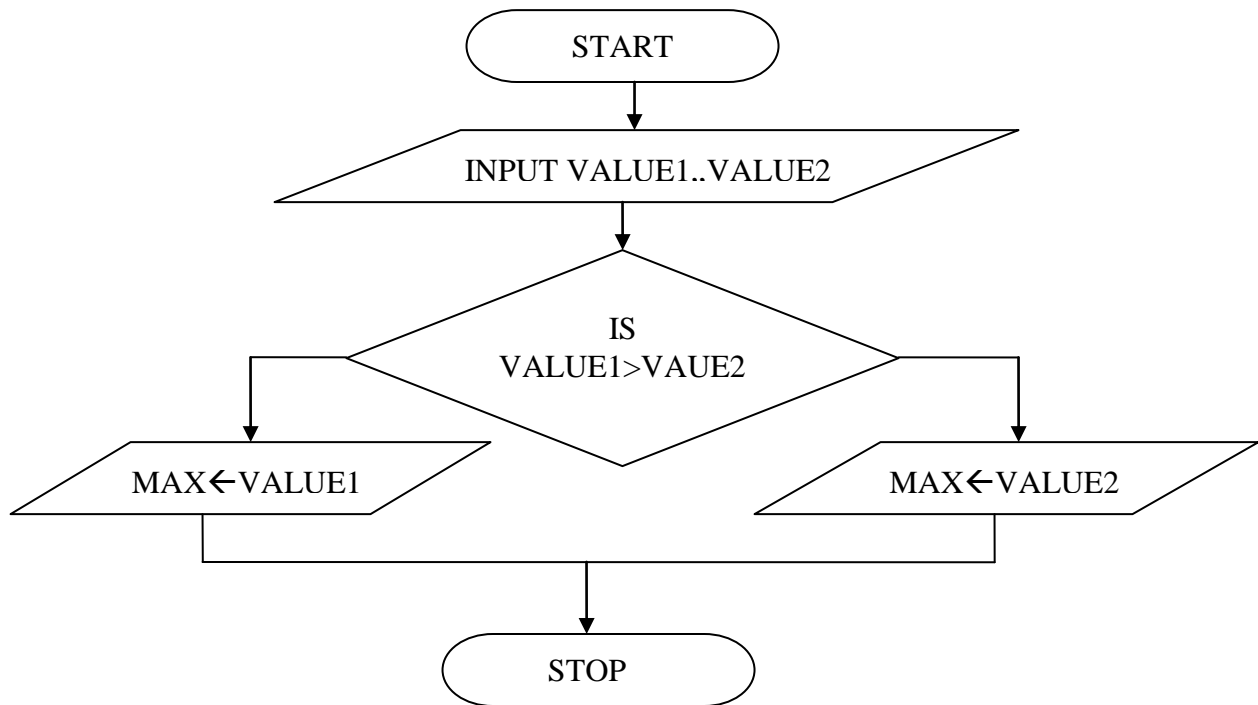 START
INPUT VALUE1..VALUE2
IS
VALUE1>VAUE2
MAX←VALUE1
MAX←VALUE2
STOP